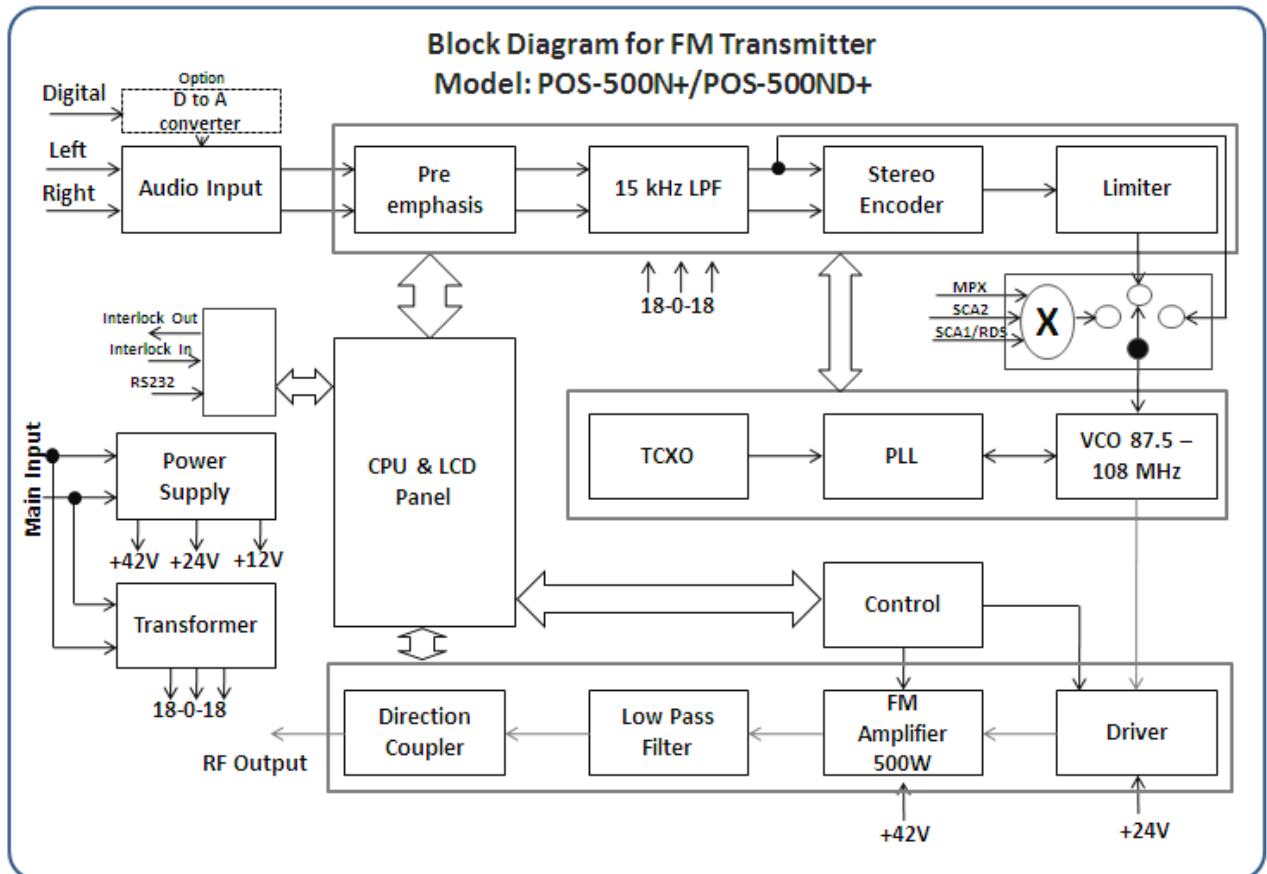 Block Diagram for FM Transmitter
Model: POS-500N+/POS-500ND+
Option
Digital
D to A
converter
Left
Right
Audio Input
Pre
emphasis
15 kHz LPF
Stereo
Encoder
Limiter
18-0-18
MPX
SCA2
SCA1/RDS
X
Interlock Out
Interlock In
RS232
CPU & LCD
Panel
TCXO
PLL
VCO 87.5 –
108 MHz
Main Input
Power
Supply
+42V
+24V
+12V
Transformer
18-0-18
Control
Direction
Coupler
Low Pass
Filter
FM
Amplifier
500W
Driver
RF Output
+42V
+24V